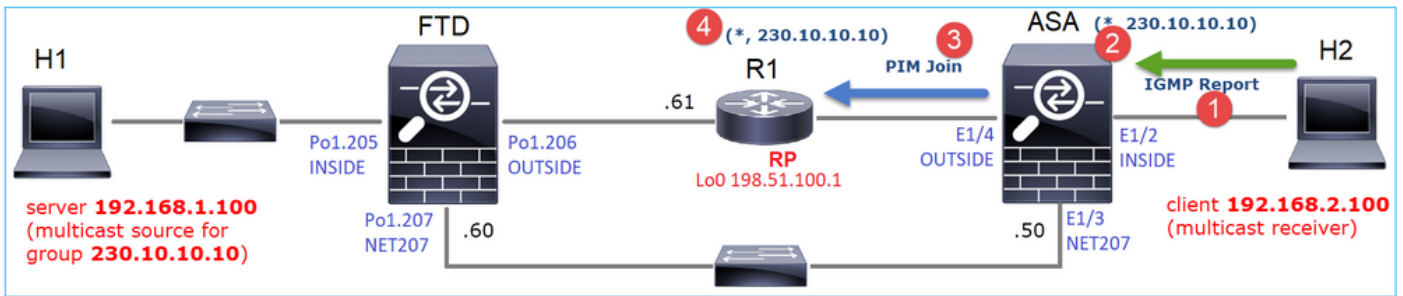 H1
FTD
4
(*, 230.10.10.10)
R1
3
PIM Join
ASA
2
(*, 230.10.10.10)
H2
IGMP Report
1
.61
Po1.205
INSIDE
Po1.206
OUTSIDE
RP
Lo0 198.51.100.1
E1/4
OUTSIDE
E1/2
INSIDE
server 192.168.1.100
(multicast source for
group 230.10.10.10)
Po1.207
NET207
.60
.50
E1/3
NET207
client 192.168.2.100
(multicast receiver)